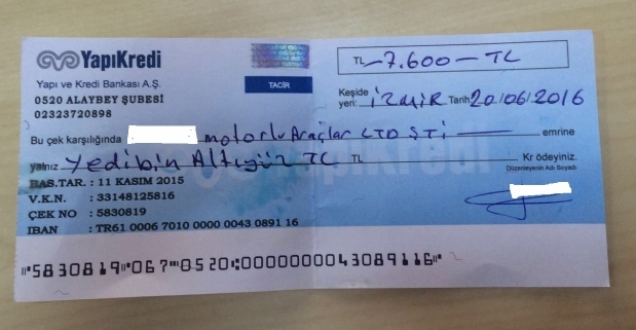 YapıKredi
TL -7.600- TL
TACİR
Yapı ve Kredi Bankası A.Ş.
0520 ALAYBEY ŞUBESİ
02323720898
Keşide yeri: İZMİR Tarih 20/06/2016
Bu çek karşılığında motorlu Araçlar LTD ŞTİ emrine
yalnız Yedibin Altıyüz TL TL Kr ödeyiniz.
Düzenleyenin Adı Soyadı
BAS.TAR. : 11 KASIM 2015
V.K.N. : 33148125816
ÇEK NO : 5830819
IBAN : TR61 0006 7010 0000 0043 0891 16
YapıKredi
5830819 067 0520 0000000043089116